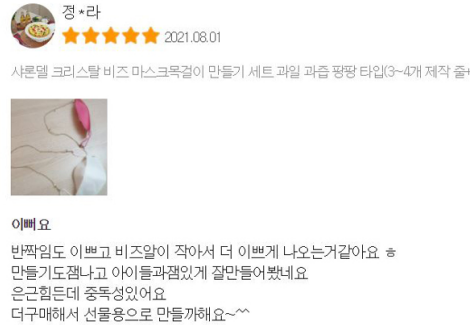 정*라
2021.08.01
샤론델 크리스탈 비즈 마스크목걸이 만들기 세트 과일 과즙 팡팡 타입(3~4개 제작 줄+
이뻐요
반짝임도 이쁘고 비즈알이 작아서 더 이쁘게 나오는거같아요 ㅎ
만들기도잼나고 아이들과잼있게 잘만들어봤네요
은근힘든데 중독성있어요
더구매해서 선물용으로 만들까해요~^^